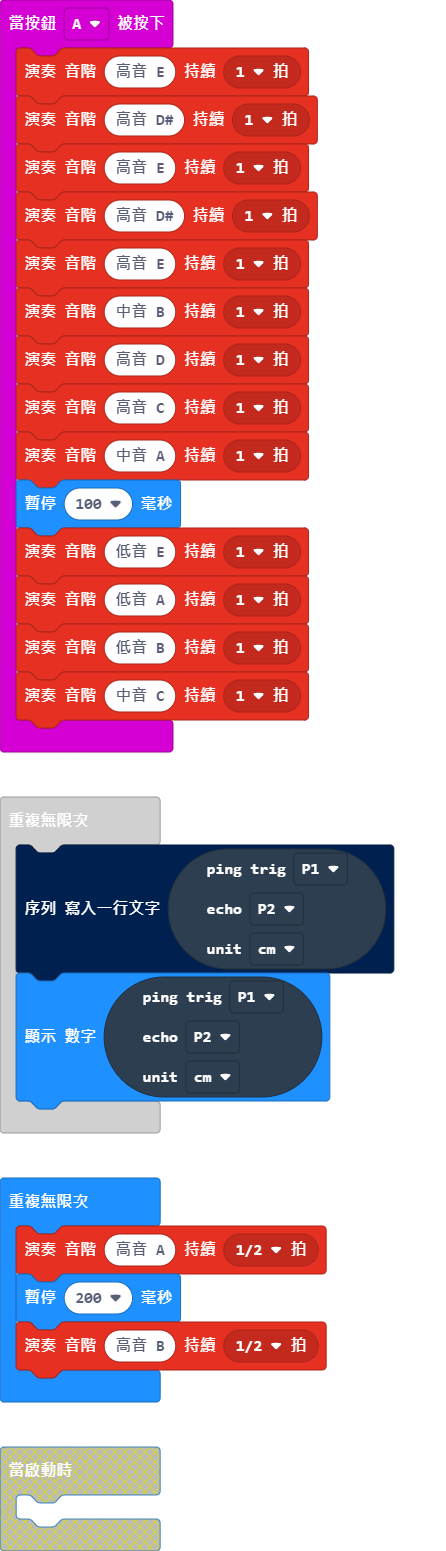 當按鈕 A 被按下
演奏 音階 高音 E 持續 1 拍
演奏 音階 高音 D# 持續 1 拍
演奏 音階 高音 E 持續 1 拍
演奏 音階 高音 D# 持續 1 拍
演奏 音階 高音 E 持續 1 拍
演奏 音階 中音 B 持續 1 拍
演奏 音階 高音 D 持續 1 拍
演奏 音階 高音 C 持續 1 拍
演奏 音階 中音 A 持續 1 拍
暫停 100 毫秒
演奏 音階 低音 E 持續 1 拍
演奏 音階 低音 A 持續 1 拍
演奏 音階 低音 B 持續 1 拍
演奏 音階 中音 C 持續 1 拍
重複無限次
序列 寫入一行文字
ping trig P1
echo P2
unit cm
顯示 數字
ping trig P1
echo P2
unit cm
重複無限次
演奏 音階 高音 A 持續 1/2 拍
暫停 200 毫秒
演奏 音階 高音 B 持續 1/2 拍
當啟動時